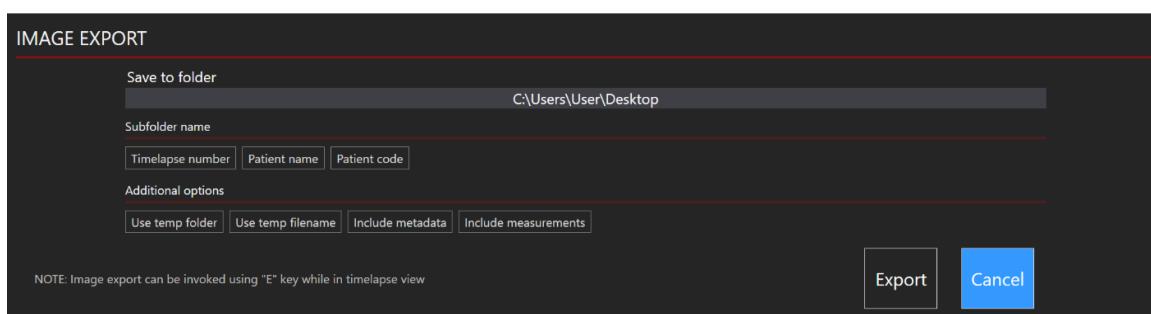 IMAGE EXPORT
Save to folder
C:\Users\User\Desktop
Subfolder name
Timelapse number Patient name Patient code
Additional options
Use temp folder Use temp filename Include metadata Include measurements
NOTE: Image export can be invoked using "E" key while in timelapse view
Export Cancel